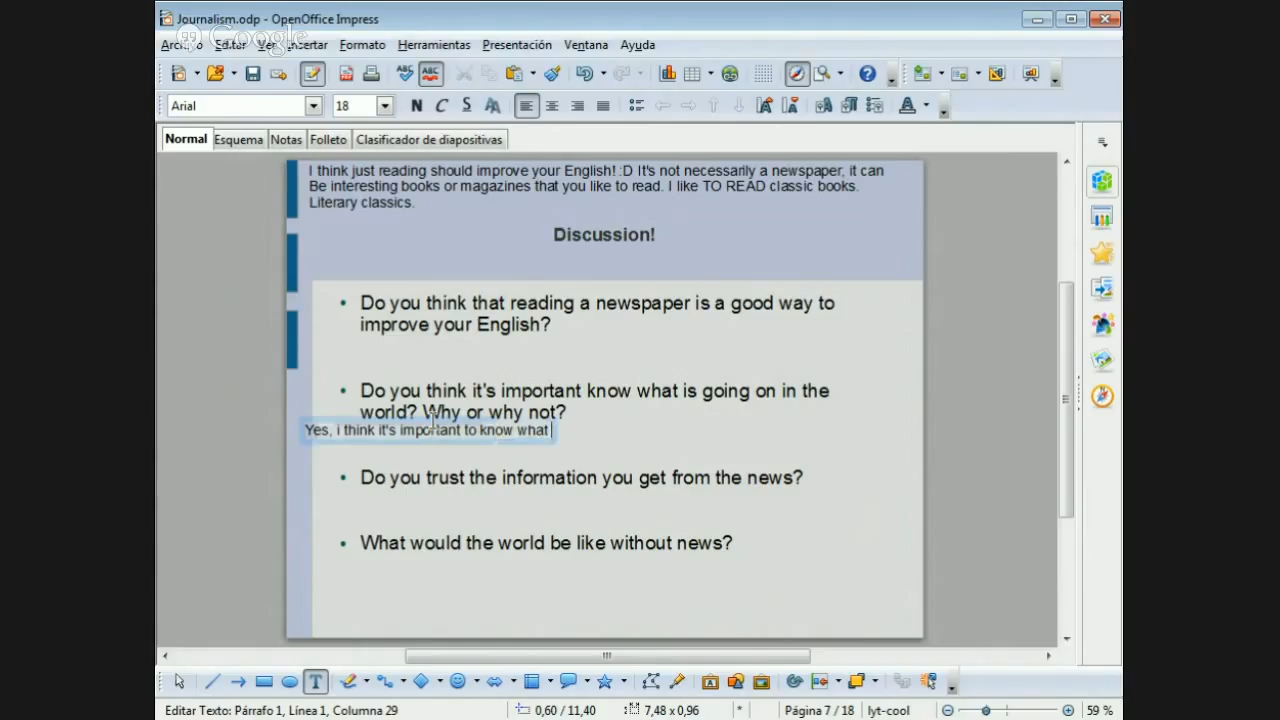 Journalism.odp - OpenOffice Impress
Google
Archivo Editar Ver Insertar Formato Herramientas Presentación Ventana Ayuda
Arial 18 N C S
Normal Esquema Notas Folleto Clasificador de diapositivas
I think just reading should improve your English! :D It's not necessarily a newspaper, it can
Be interesting books or magazines that you like to read. I like TO READ classic books.
Literary classics.
Discussion!
• Do you think that reading a newspaper is a good way to
improve your English?
• Do you think it's important know what is going on in the
world? Why or why not?
Yes, i think it's important to know what
• Do you trust the information you get from the news?
• What would the world be like without news?
Editar Texto: Párrafo 1, Línea 1, Columna 29 0,60 / 11,40 7,48 x 0,96 * Página 7 / 18 lyt-cool 59 %